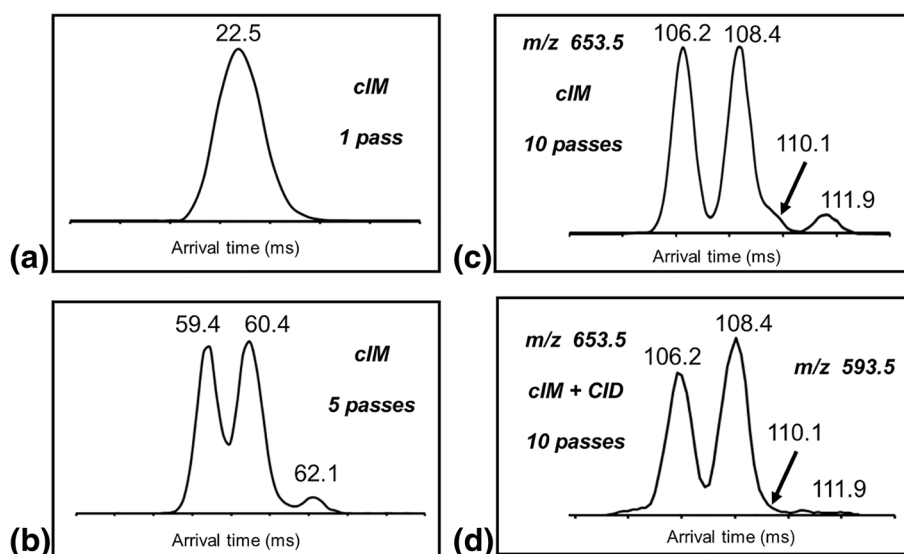 22.5
cIM
1 pass
Arrival time (ms)
(a)
59.4 60.4
cIM
5 passes
62.1
Arrival time (ms)
(b)
m/z 653.5
106.2 108.4
cIM
10 passes
110.1
111.9
Arrival time (ms)
(c)
m/z 653.5
106.2
108.4
m/z 593.5
cIM + CID
10 passes
110.1
111.9
Arrival time (ms)
(d)